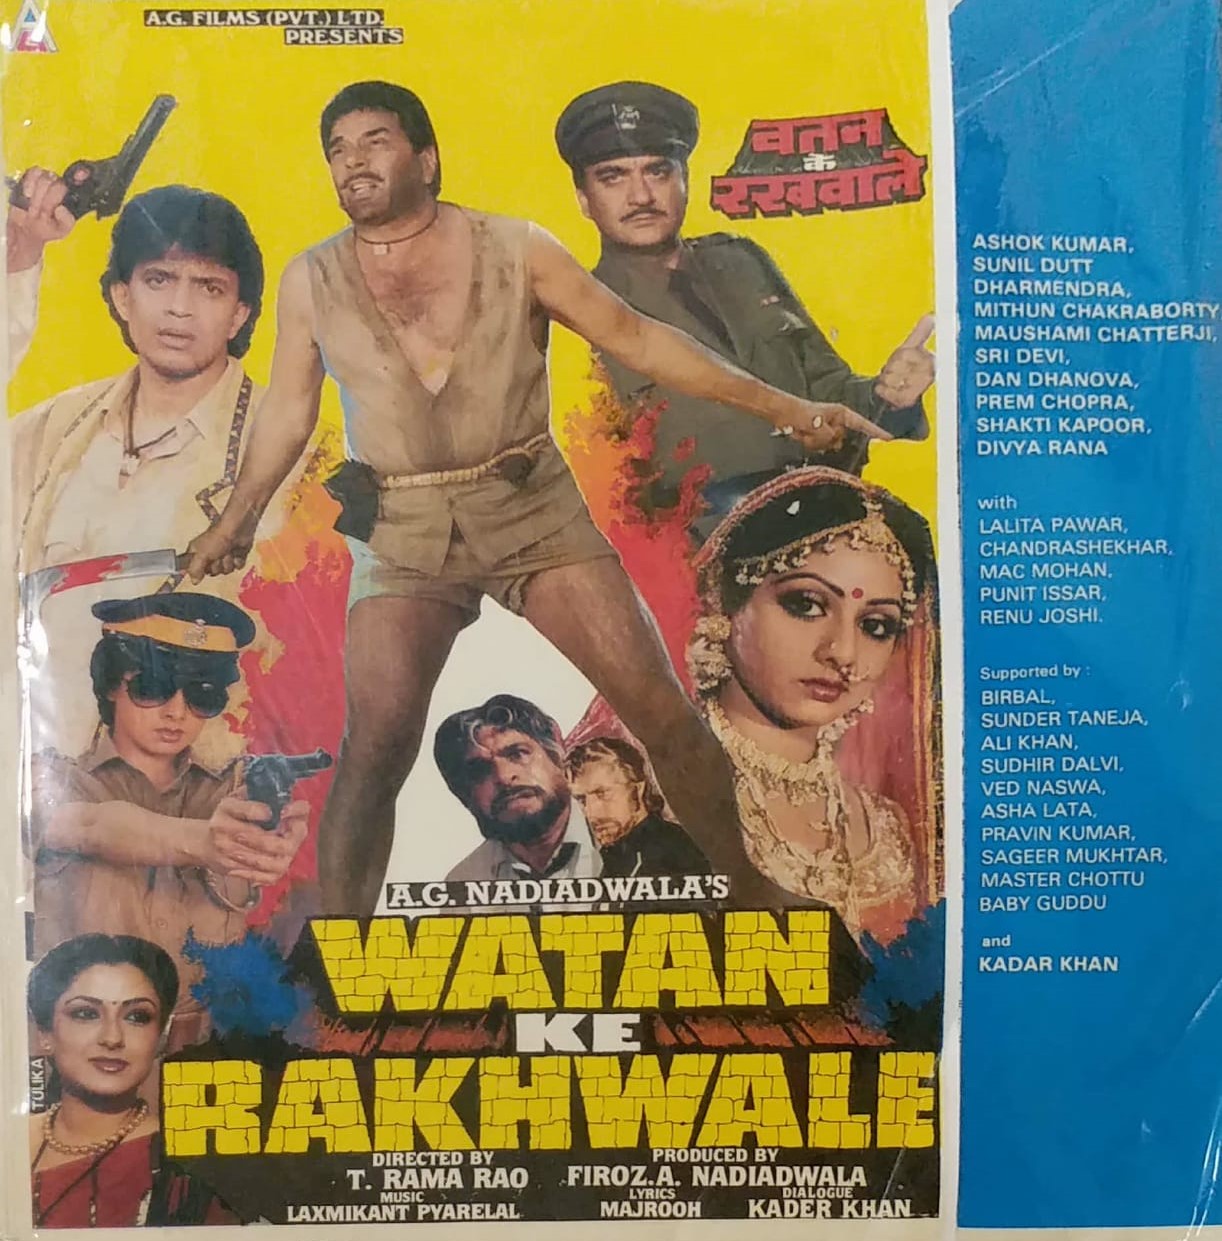 A.G. FILMS (PVT.) LTD.
PRESENTS
वतन
के
रखवाले
A.G. NADIADWALA'S
WATAN
KE
RAKHWALE
TULIKA
DIRECTED BY
T. RAMA RAO
PRODUCED BY
FIROZ.A. NADIADWALA
MUSIC
LAXMIKANT PYARELAL
LYRICS
MAJROOH
DIALOGUE
KADER KHAN
ASHOK KUMAR,
SUNIL DUTT
DHARMENDRA,
MITHUN CHAKRABORTY
MAUSHAMI CHATTERJI,
SRI DEVI,
DAN DHANOVA,
PREM CHOPRA,
SHAKTI KAPOOR,
DIVYA RANA
with
LALITA PAWAR,
CHANDRASHEKHAR,
MAC MOHAN,
PUNIT ISSAR,
RENU JOSHI.
Supported by :
BIRBAL,
SUNDER TANEJA,
ALI KHAN,
SUDHIR DALVI,
VED NASWA,
ASHA LATA,
PRAVIN KUMAR,
SAGEER MUKHTAR,
MASTER CHOTTU
BABY GUDDU
and
KADAR KHAN